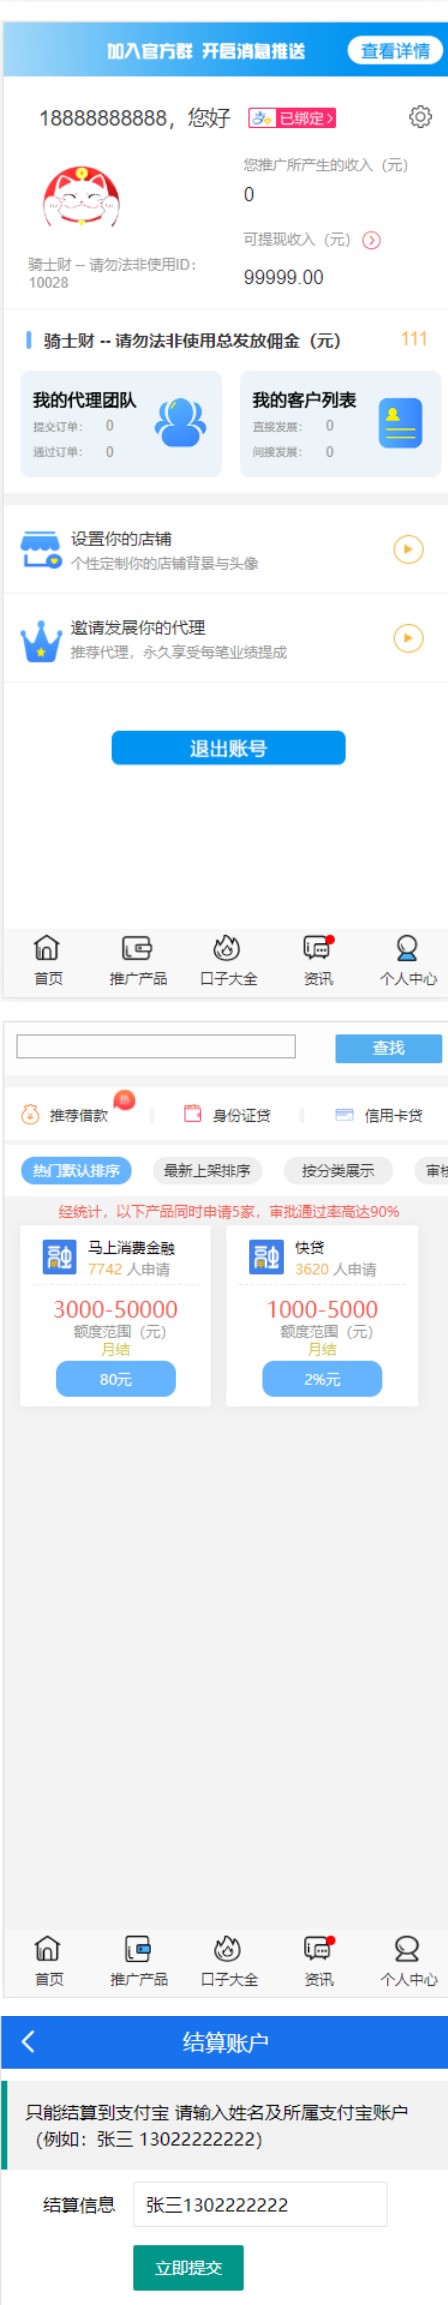 加入官方群 开启消息推送
查看详情
18888888888，您好
已绑定
您推广所产生的收入（元）
0
可提现收入（元）
骑士财 -- 请勿法非使用ID：
10028
99999.00
骑士财 -- 请勿法非使用总发放佣金（元）
111
我的代理团队
提交订单： 0
通过订单： 0
我的客户列表
直接发展： 0
间接发展： 0
设置你的店铺
个性定制你的店铺背景与头像
邀请发展你的代理
推荐代理，永久享受每笔业绩提成
退出账号
首页
推广产品
口子大全
资讯
个人中心
查找
推荐借款
热
身份证贷
信用卡贷
热门默认排序
最新上架排序
按分类展示
审核
经统计，以下产品同时申请5家，审批通过率高达90%
融
马上消费金融
7742 人申请
3000-50000
额度范围（元）
月结
80元
融
快贷
3620 人申请
1000-5000
额度范围（元）
月结
2%元
首页
推广产品
口子大全
资讯
个人中心
结算账户
只能结算到支付宝 请输入姓名及所属支付宝账户
（例如：张三 13022222222）
结算信息
张三1302222222
立即提交